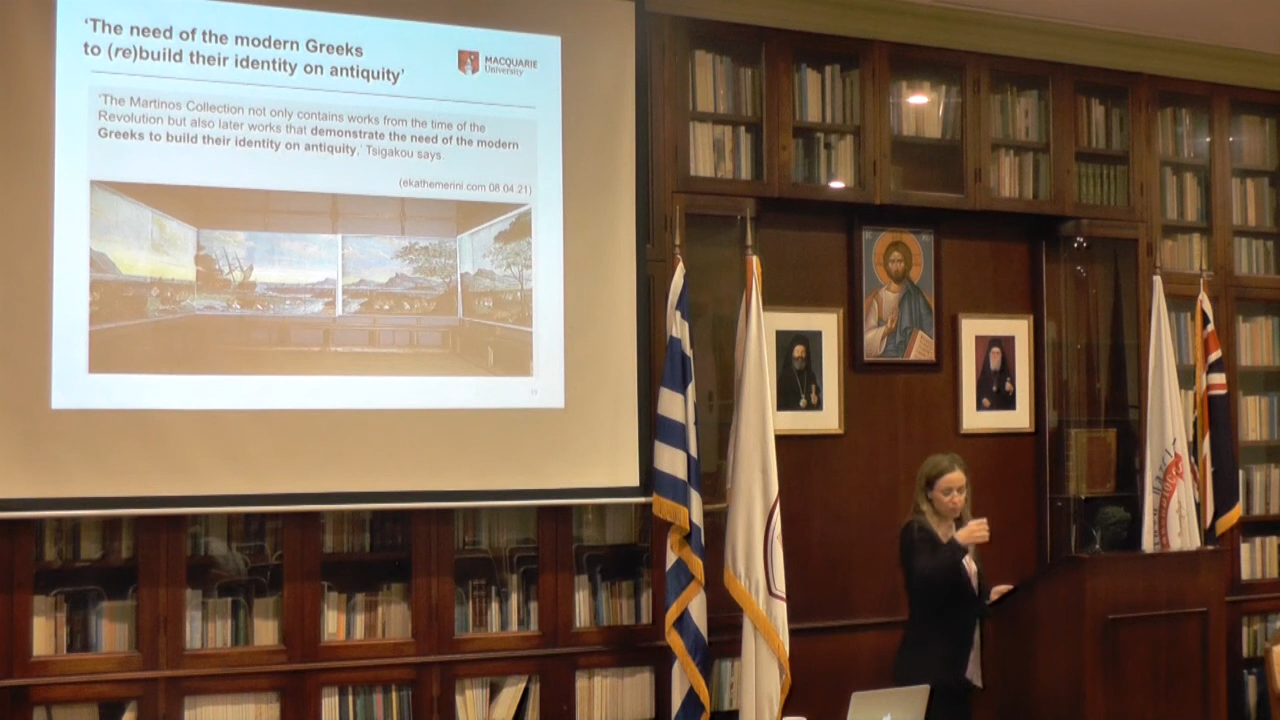 ‘The need of the modern Greeks
to (re)build their identity on antiquity’
MACQUARIE
University
‘The Martinos Collection not only contains works from the time of the
Revolution but also later works that demonstrate the need of the modern
Greeks to build their identity on antiquity,’ Tsigakou says.
(ekathemerini.com 08.04.21)